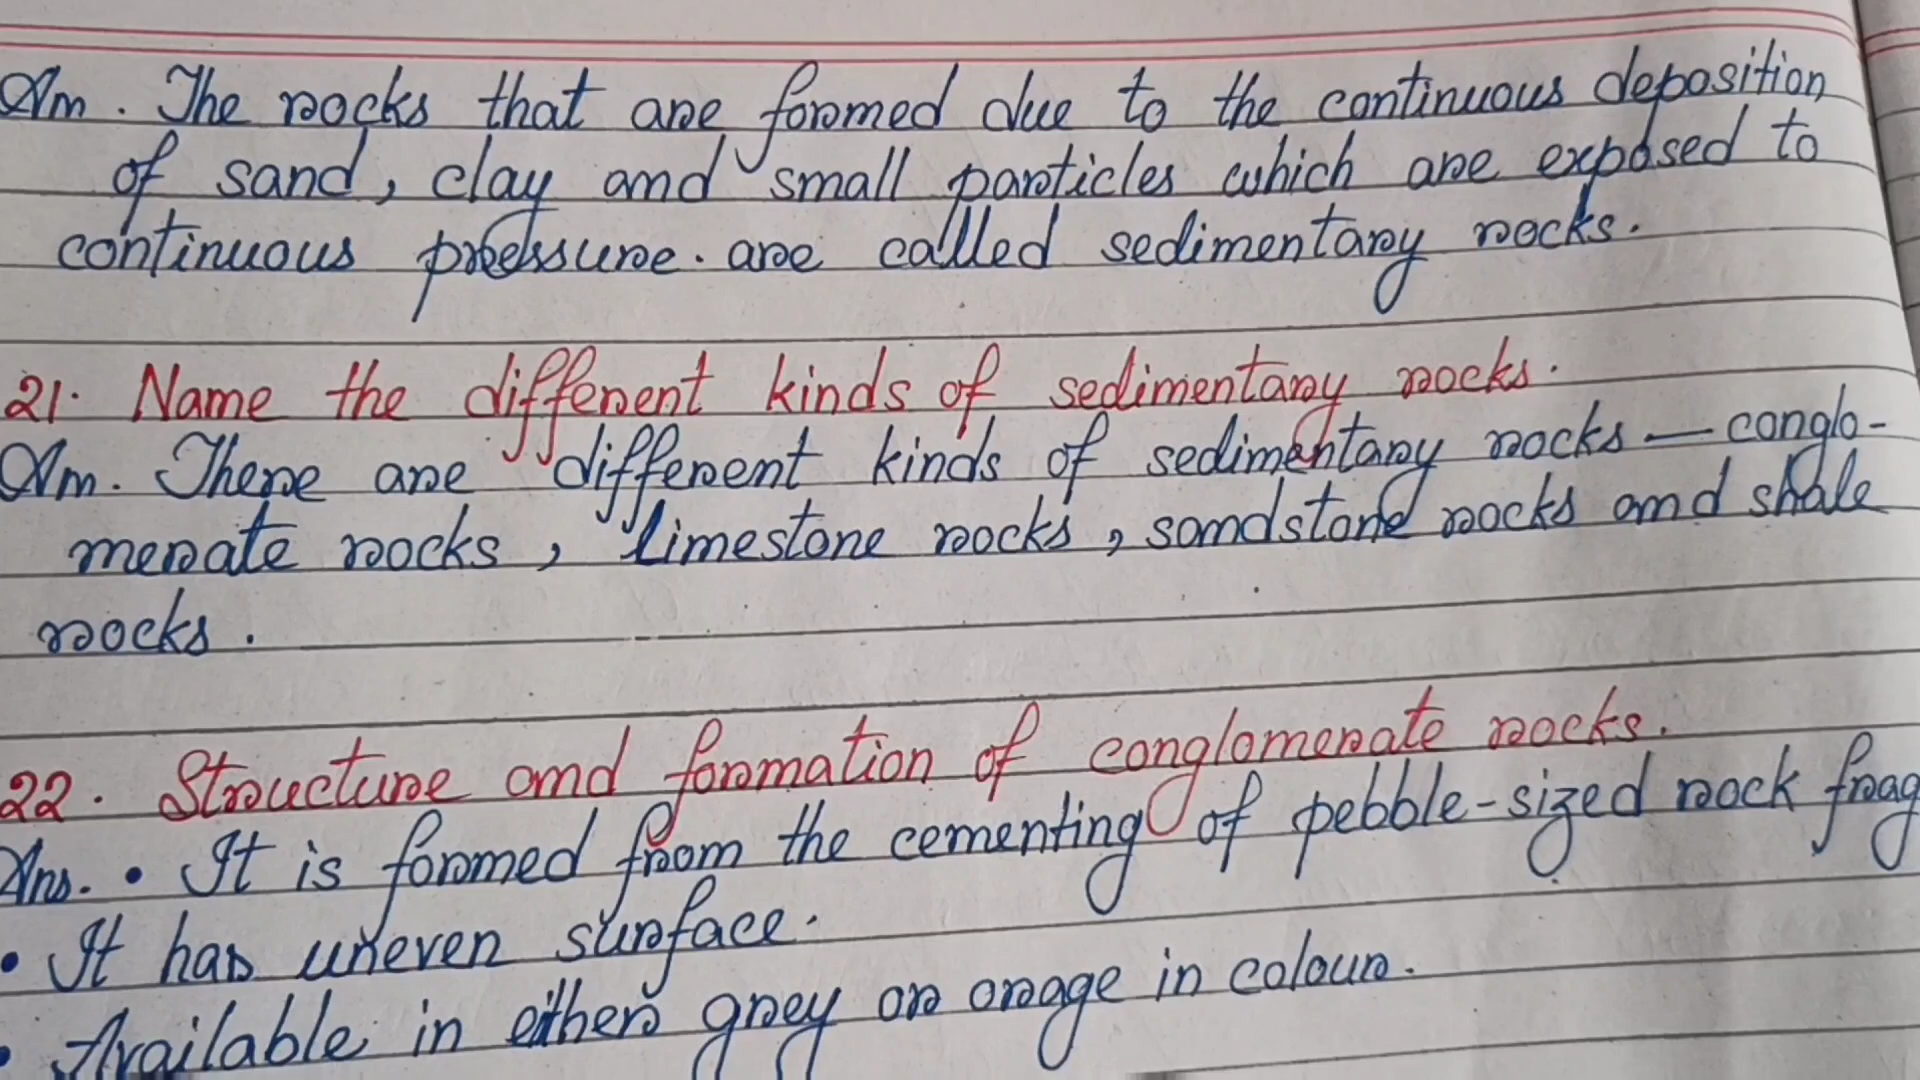 Ans. The rocks that are formed due to the continuous deposition
of sand, clay and small particles which are exposed to
continuous pressure. are called sedimentary rocks.
21. Name the different kinds of sedimentary rocks.
Ans. There are different kinds of sedimentary rocks — conglo-
merate rocks, limestone rocks, sandstone rocks and shale
rocks.
22. Structure and formation of conglomerate rocks.
Ans. • It is formed from the cementing of pebble-sized rock frag
• It has uneven surface.
• Available in either grey or orage in colour.